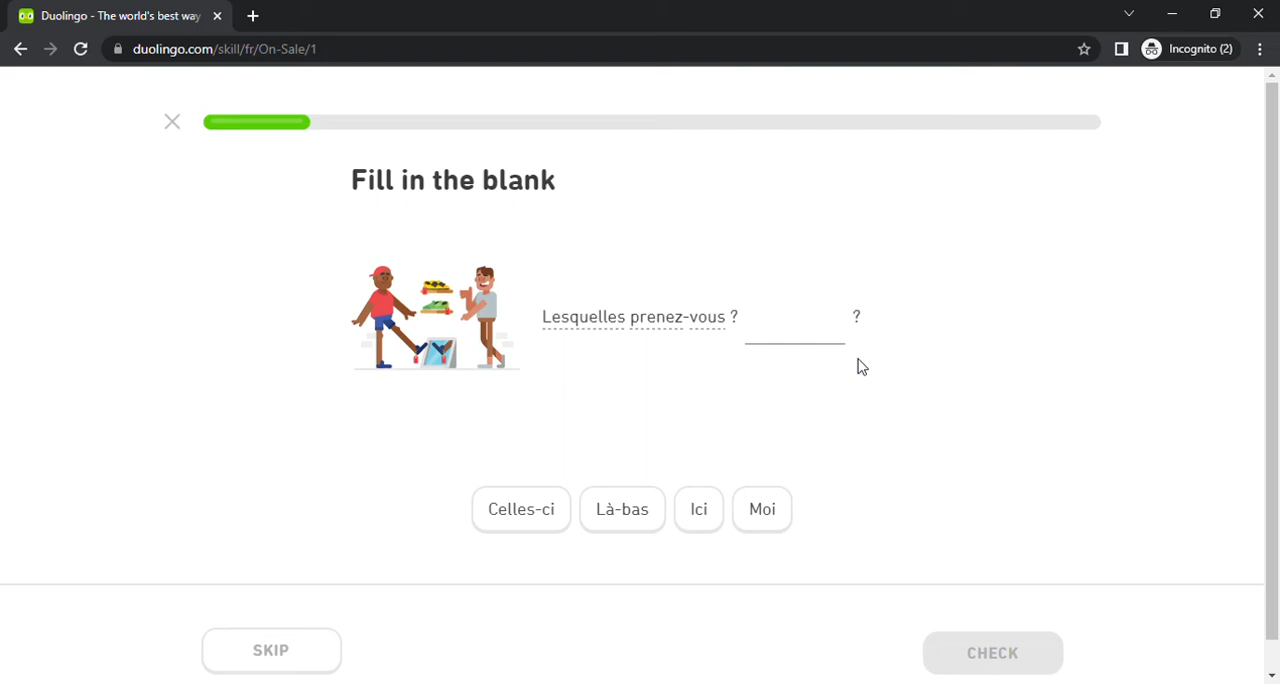 Duolingo - The world's best way
duolingo.com/skill/fr/On-Sale/1
Incognito (2)
Fill in the blank
Lesquelles prenez-vous ? ?
Celles-ci Là-bas Ici Moi
SKIP CHECK